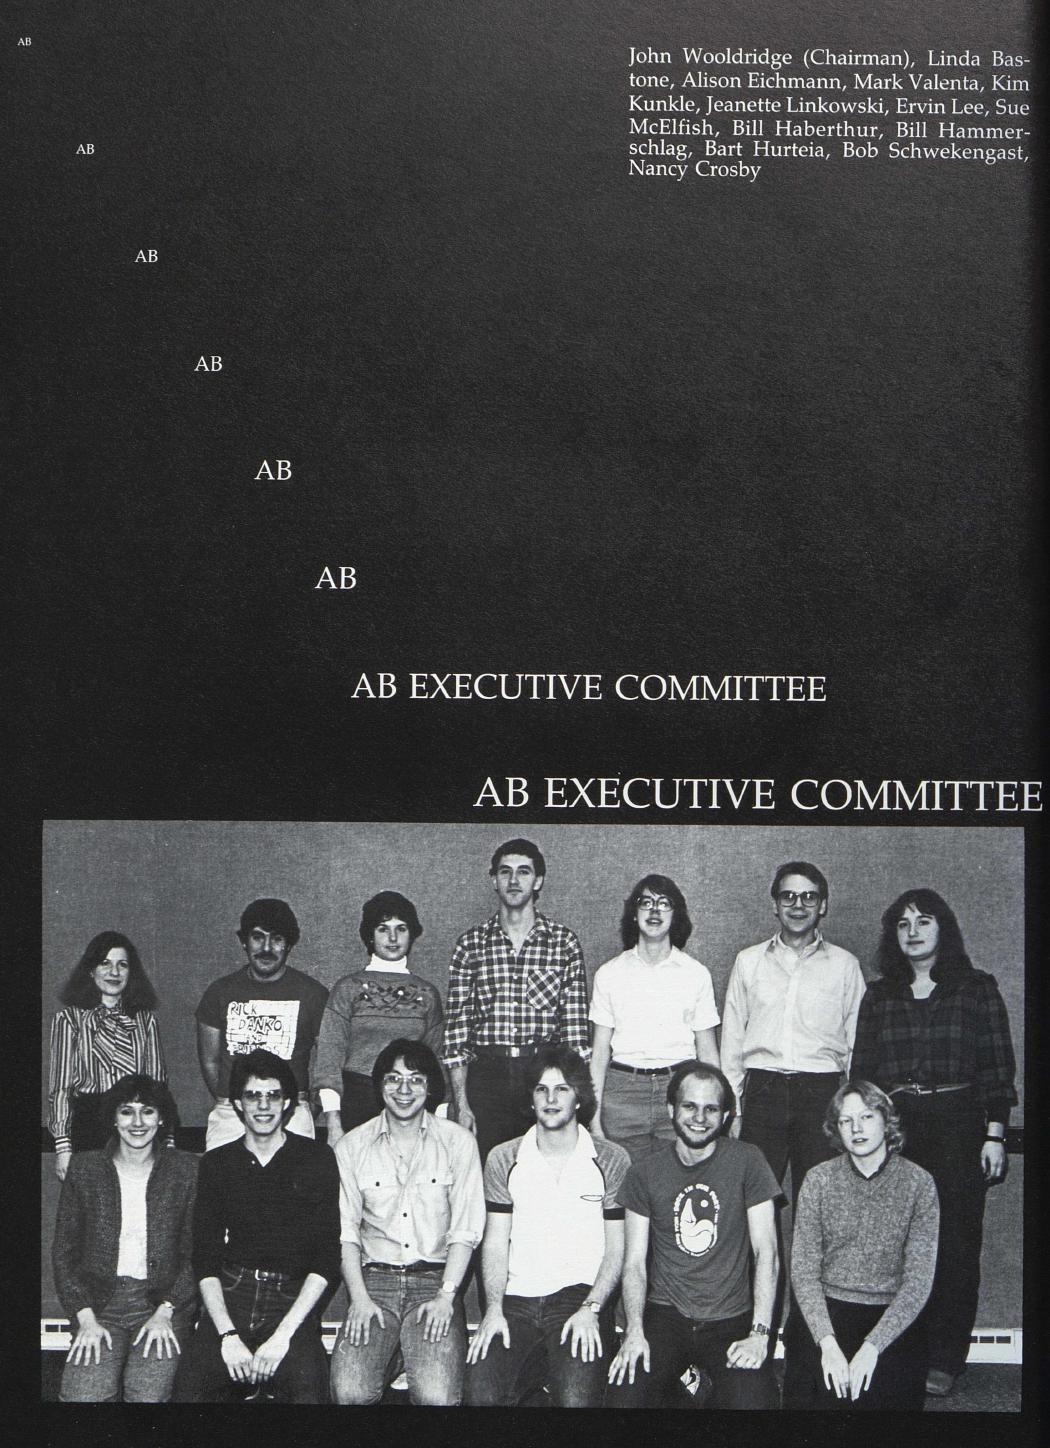 AB
John Wooldridge (Chairman), Linda Bas-
tone, Alison Eichmann, Mark Valenta, Kim
Kunkle, Jeanette Linkowski, Ervin Lee, Sue
McElfish, Bill Haberthur, Bill Hammer-
schlag, Bart Hurteia, Bob Schwekengast,
Nancy Crosby
AB
AB
AB
AB
AB
AB EXECUTIVE COMMITTEE
AB EXECUTIVE COMMITTEE
RICK
DANKO
AND